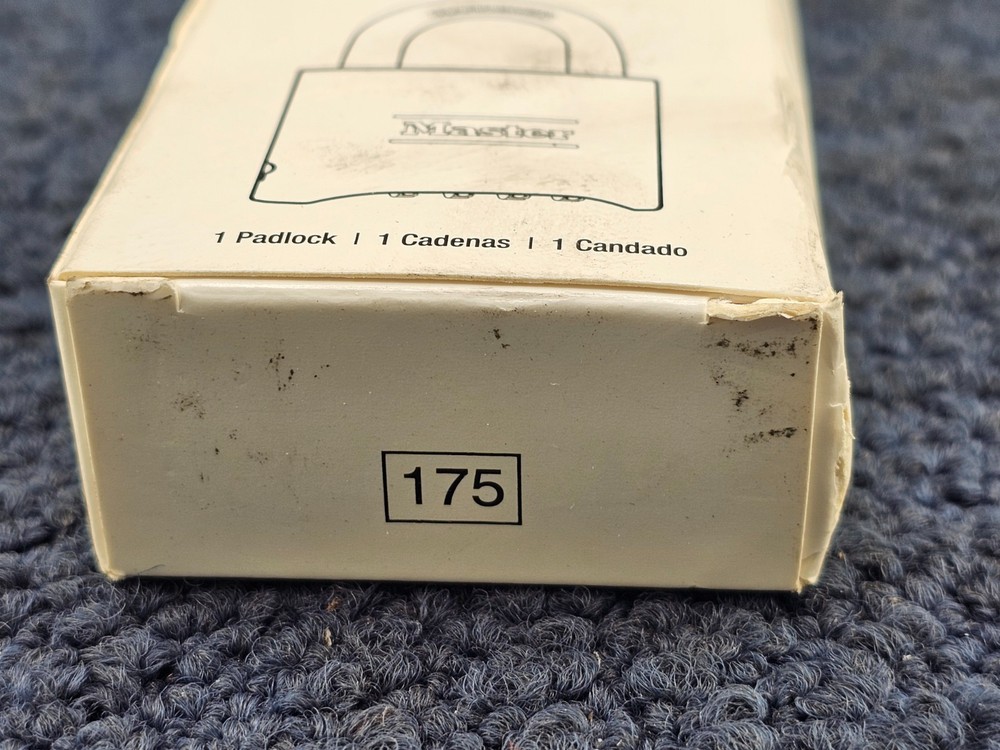 Master
1 Padlock | 1 Cadenas | 1 Candado
175